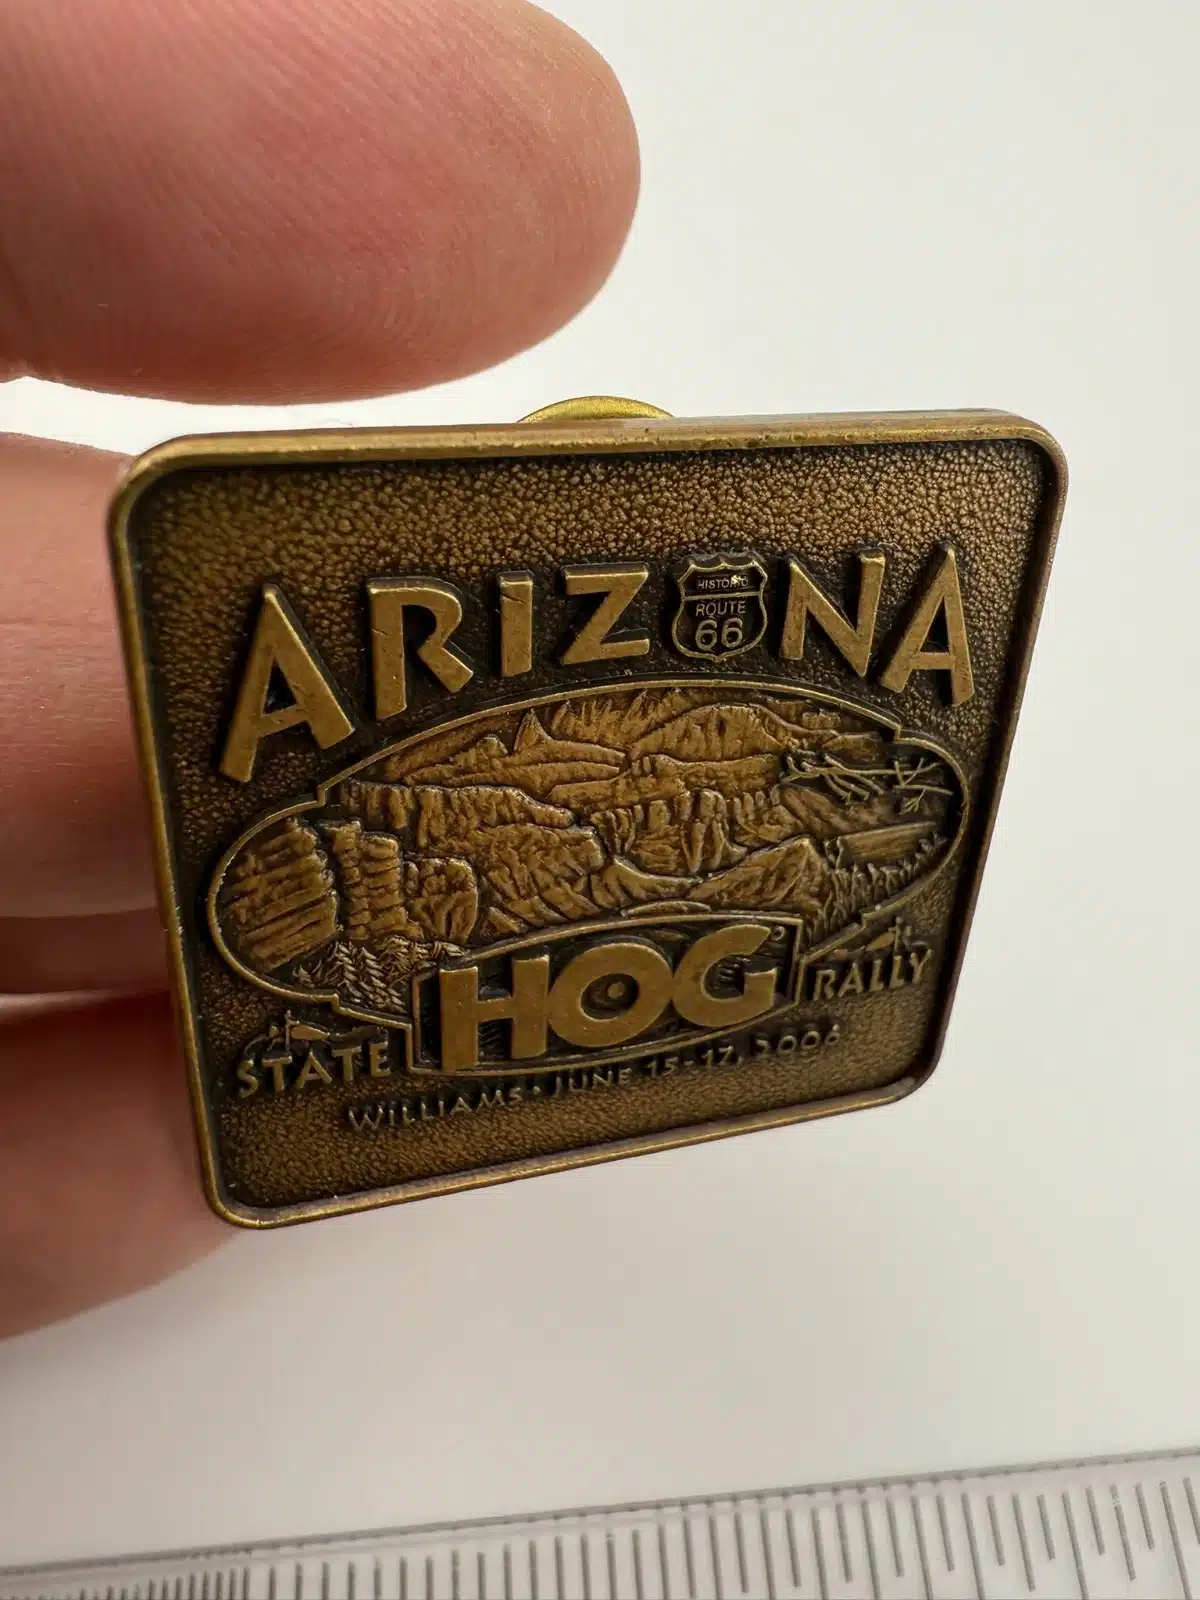 ARIZONA
HISTORIC
ROUTE
66
STATE HOG® RALLY
WILLIAMS • JUNE 15-17, 2006